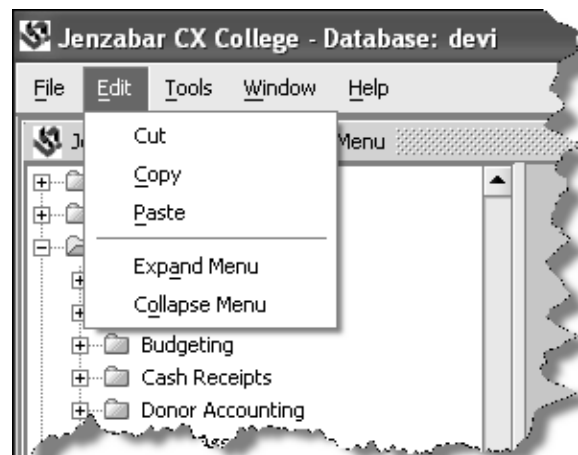 Jenzabar CX College - Database: devi
File Edit Tools Window Help
Menu
Cut
Copy
Paste
Expand Menu
Collapse Menu
Budgeting
Cash Receipts
Donor Accounting